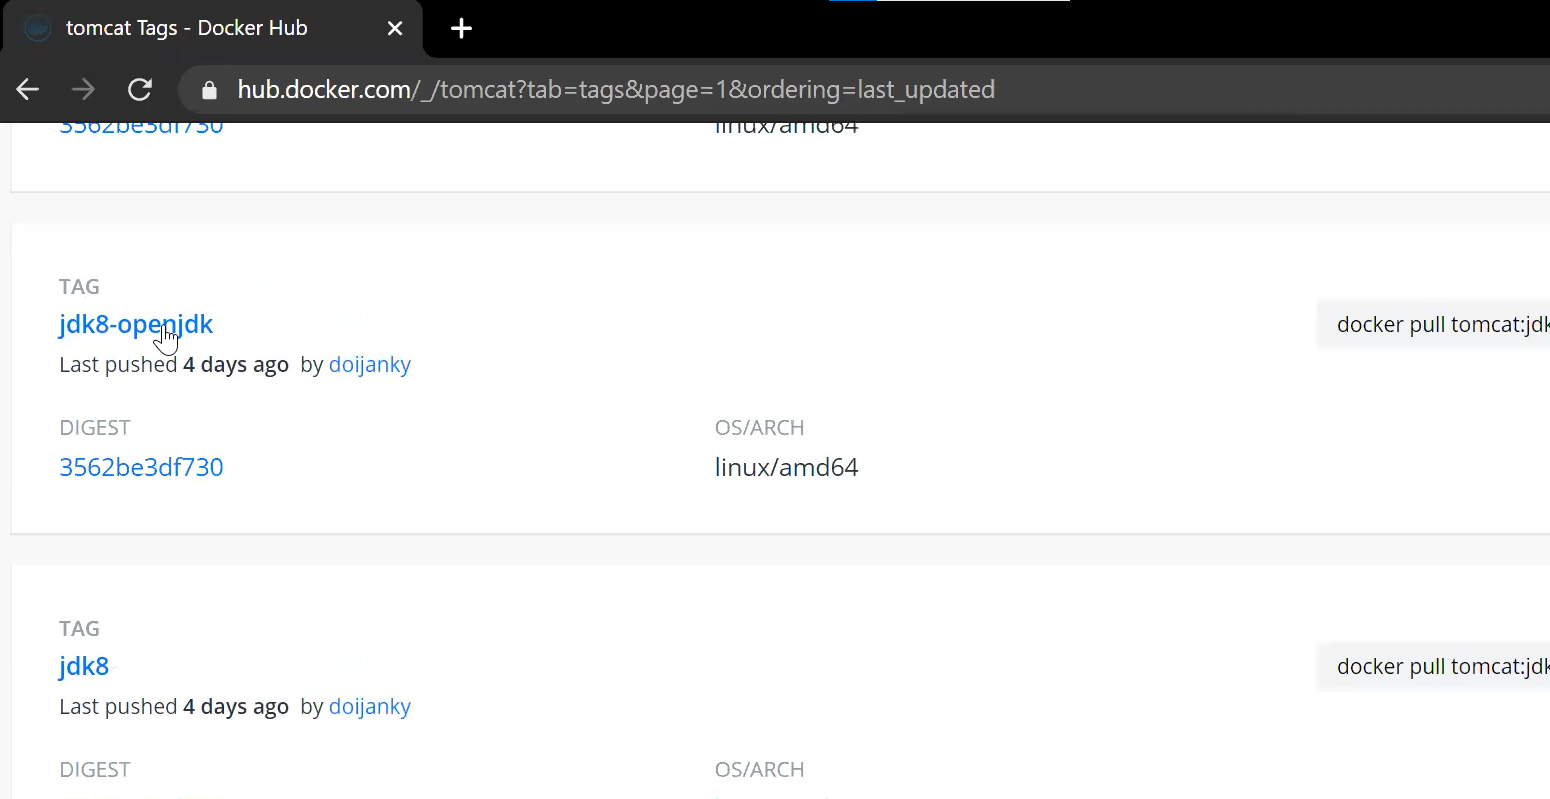 tomcat Tags - Docker Hub
hub.docker.com/_/tomcat?tab=tags&page=1&ordering=last_updated
3562be3df730 linux/amd64
TAG
jdk8-openjdk docker pull tomcat:jdk
Last pushed 4 days ago by doijanky
DIGEST OS/ARCH
3562be3df730 linux/amd64
TAG
jdk8 docker pull tomcat:jdk
Last pushed 4 days ago by doijanky
DIGEST OS/ARCH